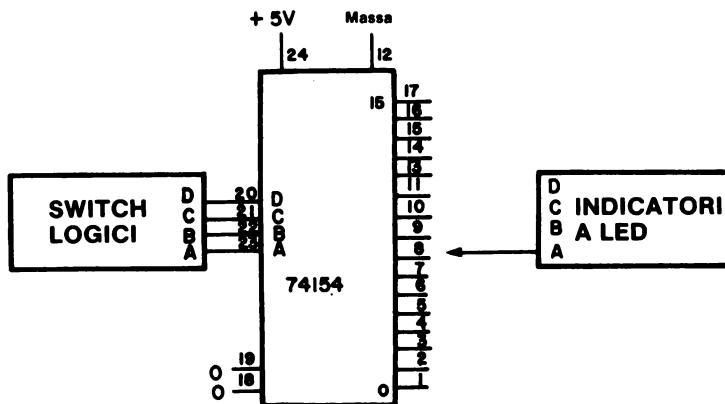 + 5V
Massa
24
12
15
17
16
15
14
13
11
10
9
8
7
6
5
4
3
2
1
0
SWITCH
LOGICI
D
C
B
A
20
21
22
23
D
C
B
A
74154
0 19
0 18
D
C
B
A
INDICATORI
A LED